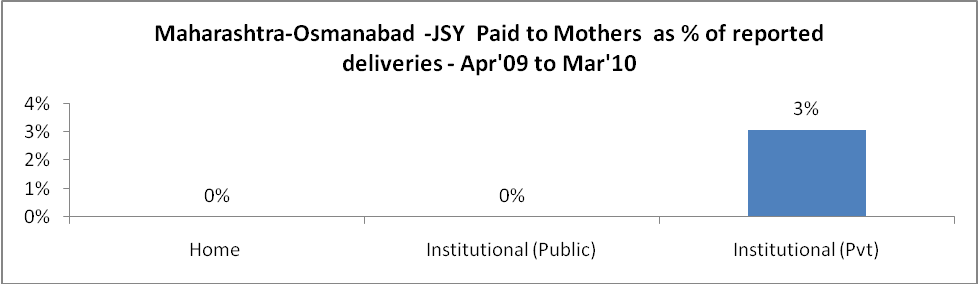 Maharashtra-Osmanabad -JSY Paid to Mothers as % of reported
deliveries - Apr'09 to Mar'10
4%
3%
2%
1%
0%
0%
0%
3%
Home
Institutional (Public)
Institutional (Pvt)